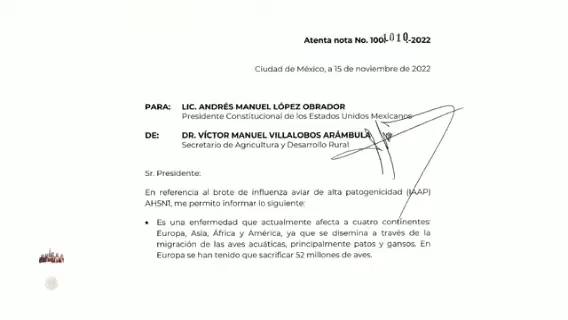 Atenta nota No. 100.-1010.-2022
Ciudad de México, a 15 de noviembre de 2022
PARA: LIC. ANDRÉS MANUEL LÓPEZ OBRADOR
Presidente Constitucional de los Estados Unidos Mexicanos
DE: DR. VÍCTOR MANUEL VILLALOBOS ARÁMBULA
Secretario de Agricultura y Desarrollo Rural
Sr. Presidente:
En referencia al brote de influenza aviar de alta patogenicidad (IAAP)
AH5N1, me permito informar lo siguiente:
• Es una enfermedad que actualmente afecta a cuatro continentes:
Europa, Asia, África y América, ya que se disemina a través de la
migración de las aves acuáticas, principalmente patos y gansos. En
Europa se han tenido que sacrificar 52 millones de aves.